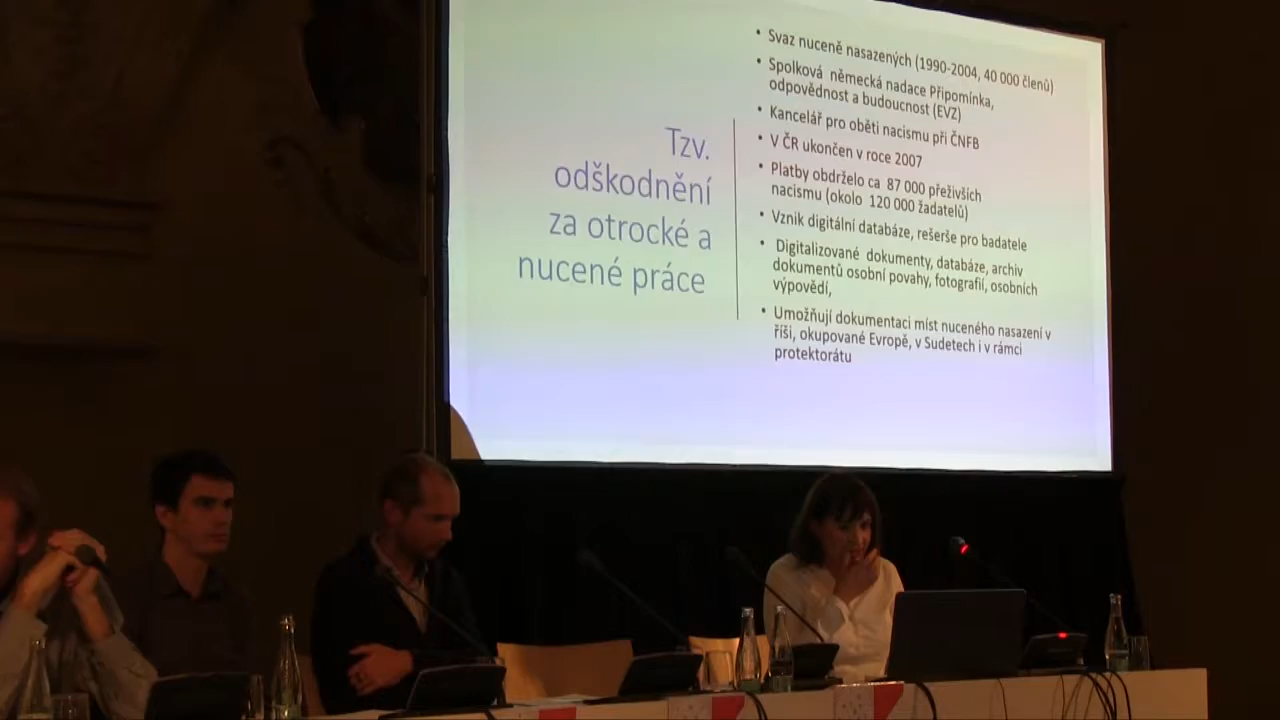 Tzv.
odškodnění
za otrocké a
nucené práce
• Svaz nuceně nasazených (1990-2004, 40 000 členů)
• Spolková německá nadace Připomínka,
odpovědnost a budoucnost (EVZ)
• Kancelář pro oběti nacismu při ČNFB
• V ČR ukončen v roce 2007
• Platby obdrželo ca 87 000 přeživších
nacismu (okolo 120 000 žadatelů)
• Vznik digitální databáze, rešerše pro badatele
• Digitalizované dokumenty, databáze, archiv
dokumentů osobní povahy, fotografií, osobních
výpovědí,
• Umožňují dokumentaci míst nuceného nasazení v
říši, okupované Evropě, v Sudetech i v rámci
protektorátu